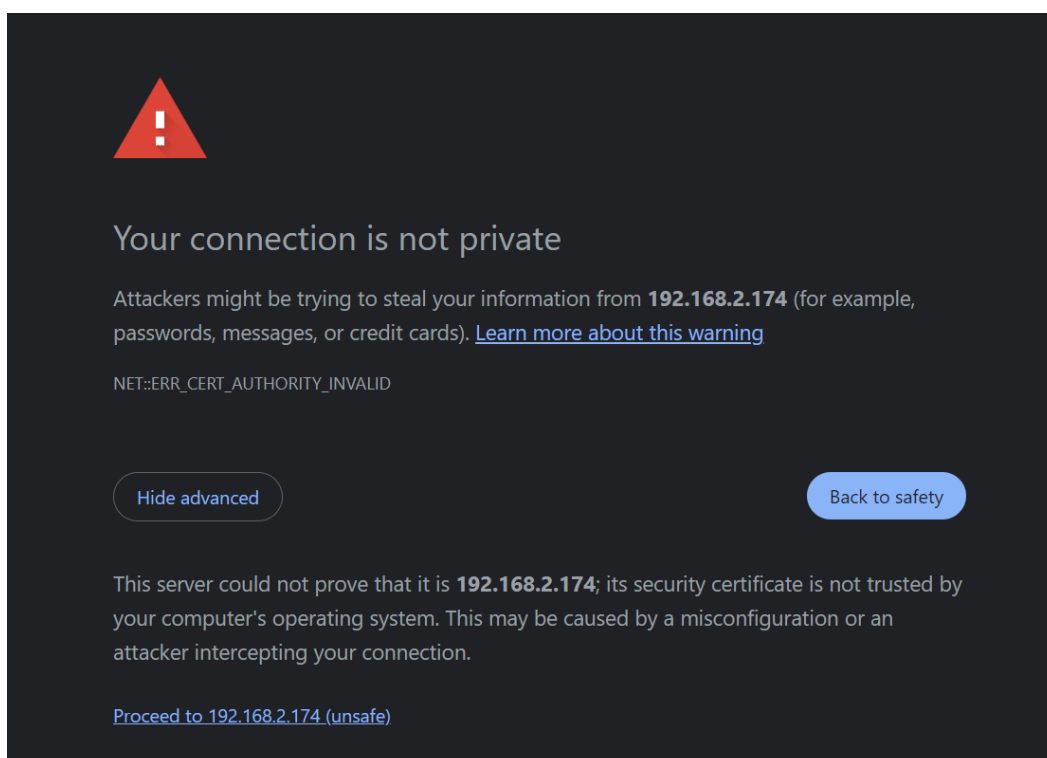 Your connection is not private
Attackers might be trying to steal your information from 192.168.2.174 (for example,
passwords, messages, or credit cards). Learn more about this warning
NET::ERR_CERT_AUTHORITY_INVALID
Hide advanced
Back to safety
This server could not prove that it is 192.168.2.174; its security certificate is not trusted by
your computer's operating system. This may be caused by a misconfiguration or an
attacker intercepting your connection.
Proceed to 192.168.2.174 (unsafe)